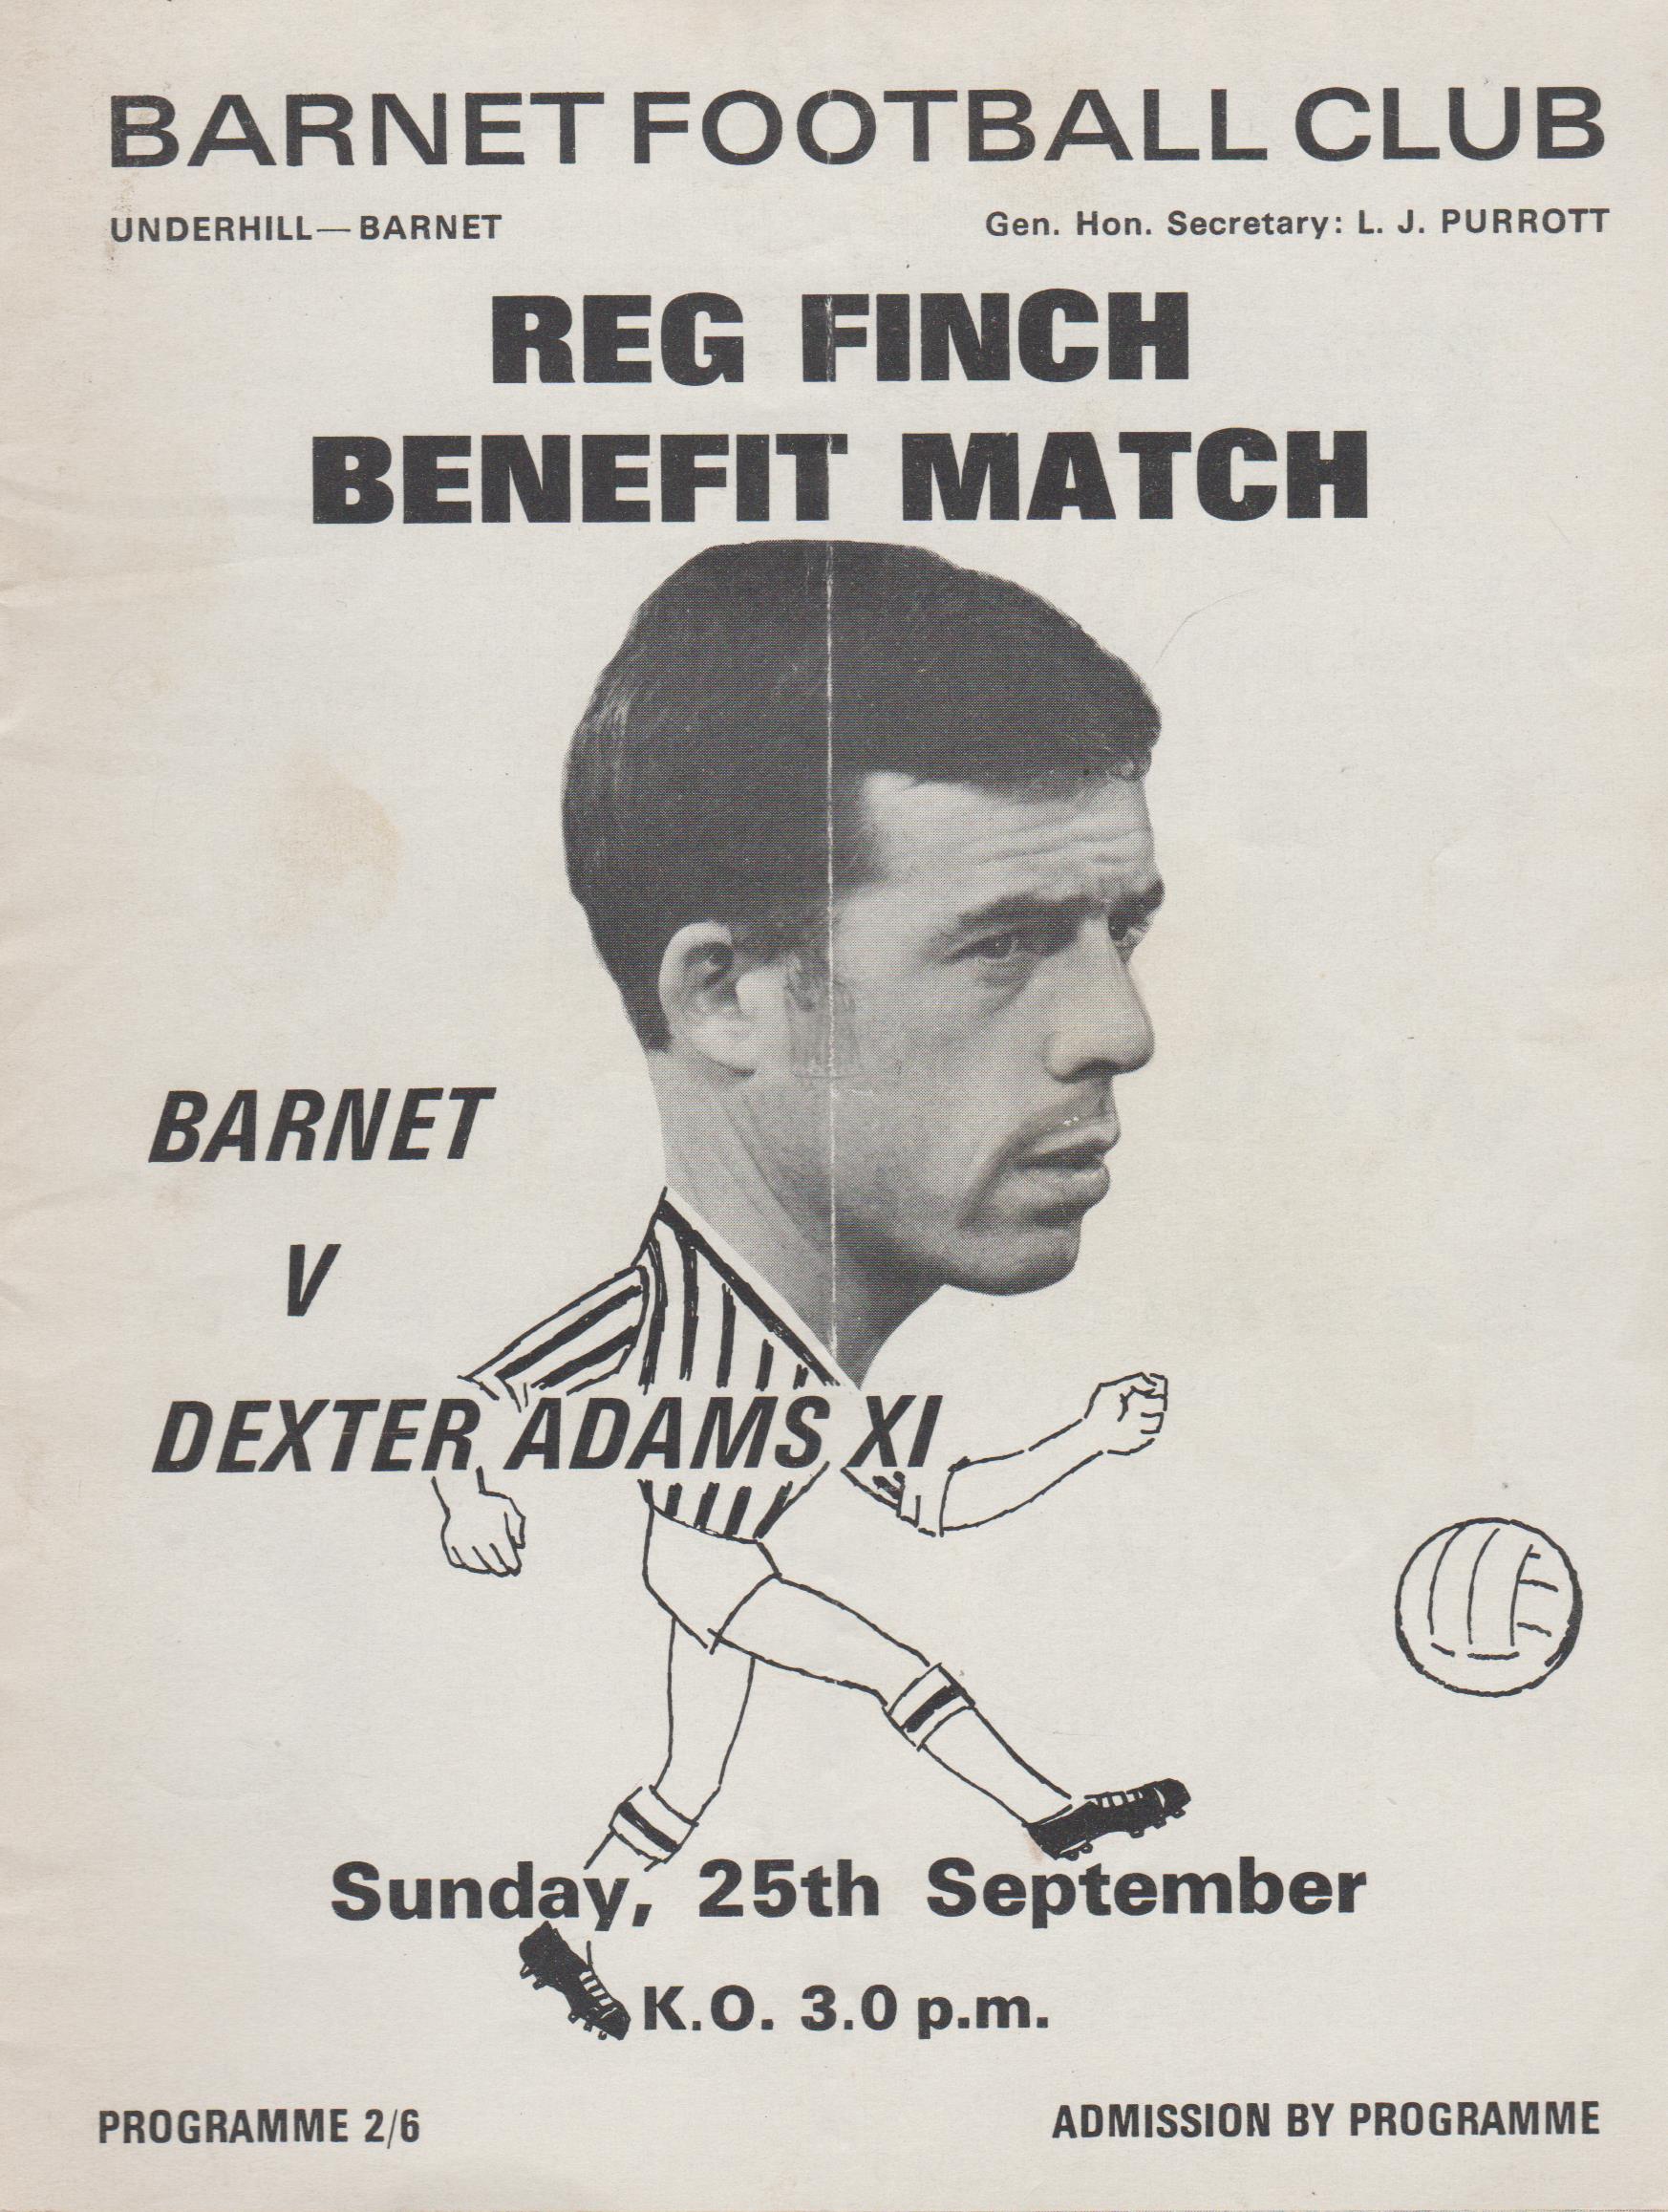 BARNET FOOTBALL CLUB
UNDERHILL—BARNET
Gen. Hon. Secretary: L. J. PURROTT
REG FINCH
BENEFIT MATCH
BARNET
V
DEXTER ADAMS XI
Sunday, 25th September
K.O. 3.0 p.m.
PROGRAMME 2/6
ADMISSION BY PROGRAMME